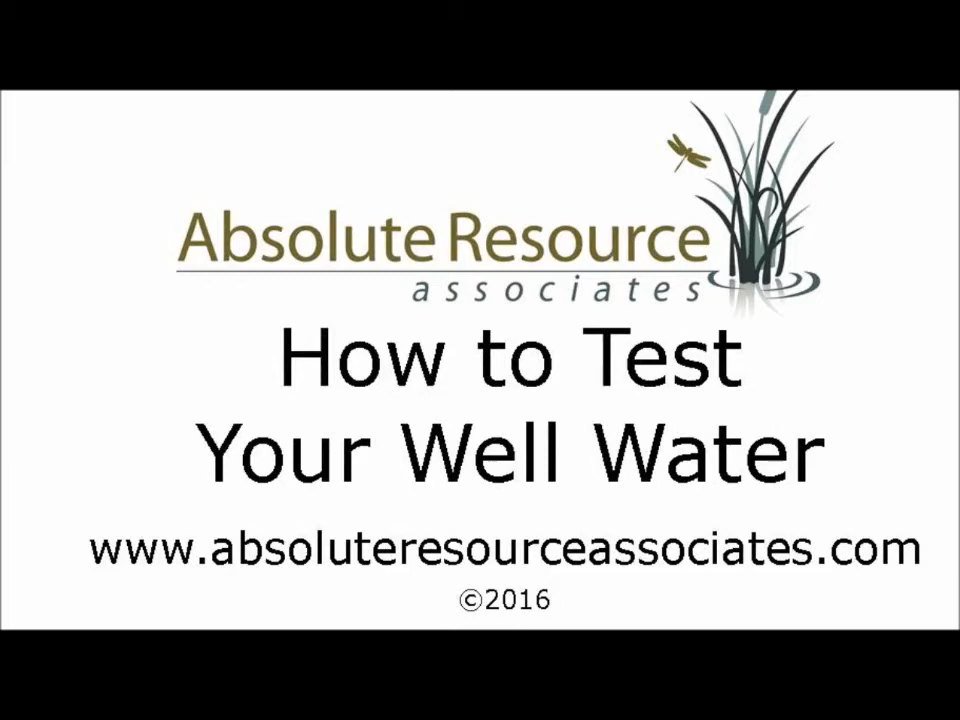 Absolute Resource
associates
How to Test
Your Well Water
www.absoluteresourceassociates.com
©2016